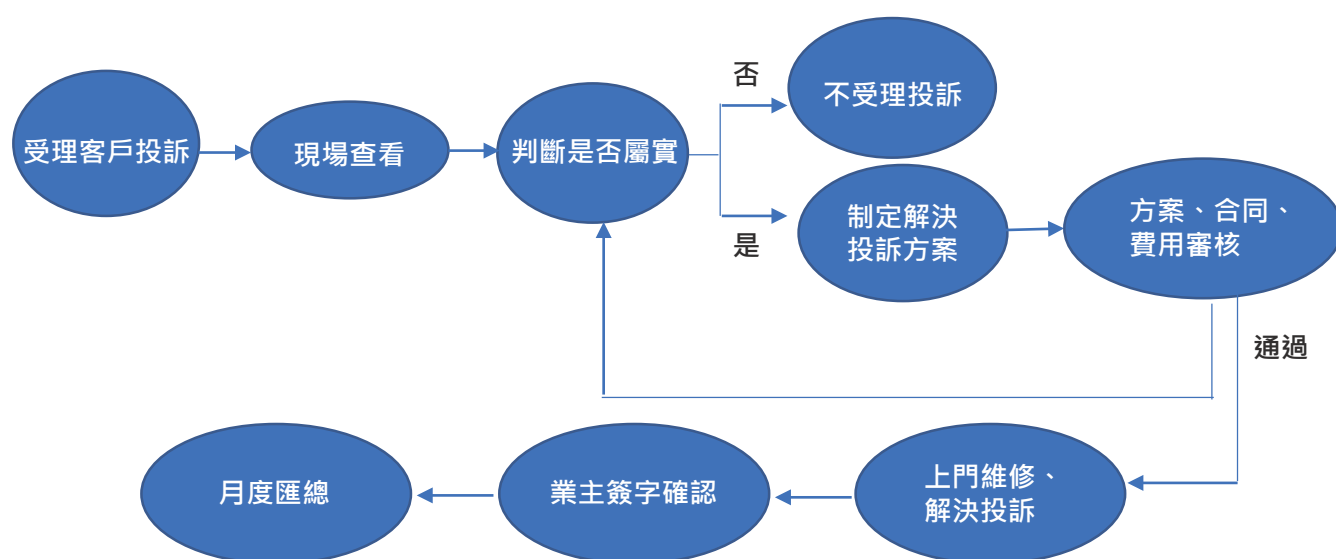 受理客戶投訴
現場查看
判斷是否屬實
否
不受理投訴
是
制定解決
投訴方案
方案、合同、
費用審核
通過
上門維修、
解決投訴
業主簽字確認
月度匯總